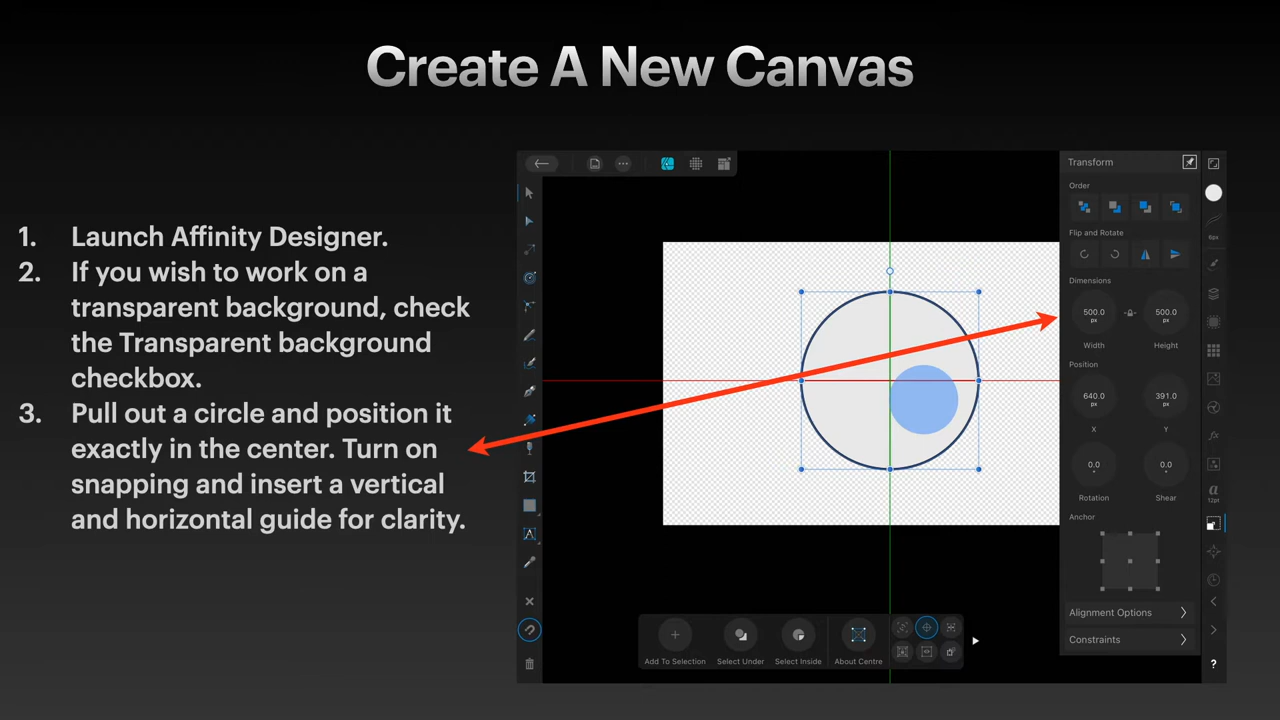 Create A New Canvas
1. Launch Affinity Designer.
2. If you wish to work on a
transparent background, check
the Transparent background
checkbox.
3. Pull out a circle and position it
exactly in the center. Turn on
snapping and insert a vertical
and horizontal guide for clarity.
Transform
Order
Flip and Rotate
Dimensions
500.0 px
500.0 px
Width
Height
Position
640.0 px
391.0 px
X
Y
0.0 °
0.0 °
Rotation
Shear
Anchor
Alignment Options
Constraints
6px
fx
a
12pt
?
A
Add To Selection
Select Under
Select Inside
About Centre